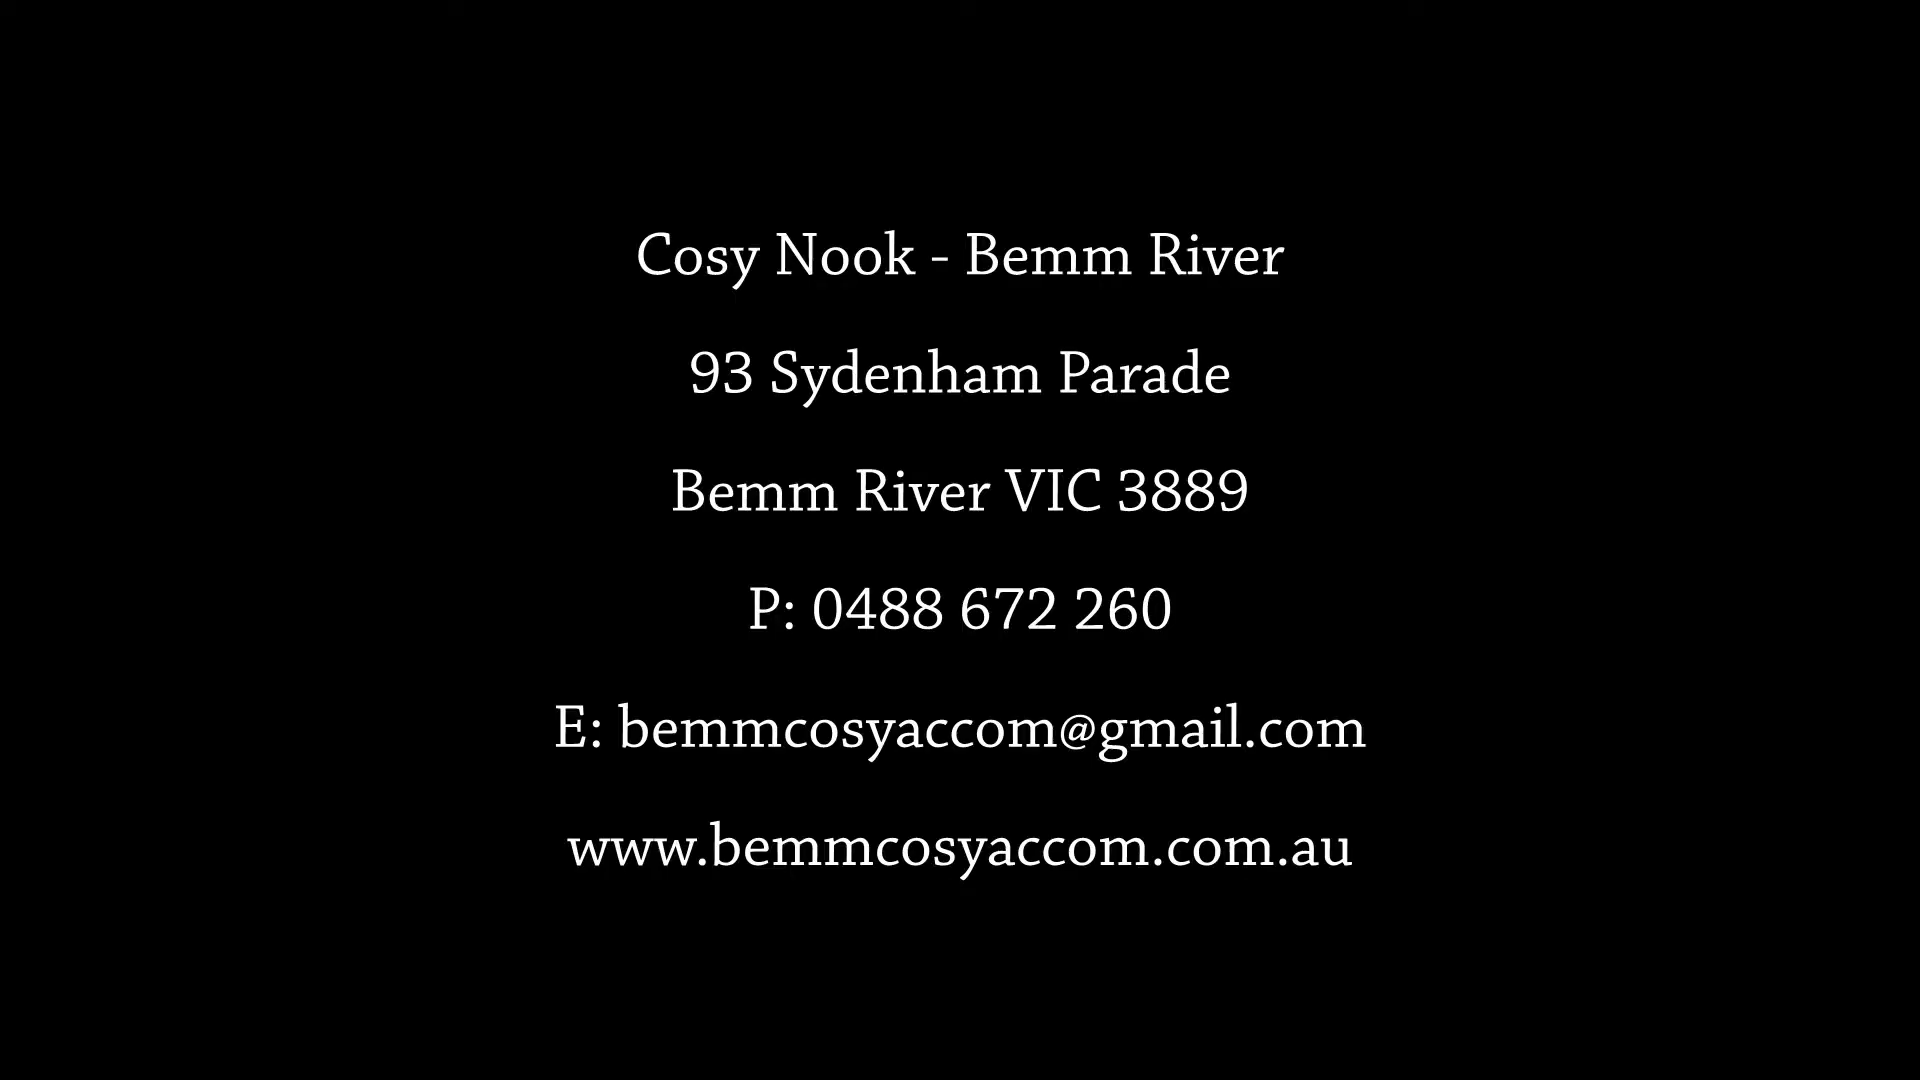 Cosy Nook - Bemm River
93 Sydenham Parade
Bemm River VIC 3889
P: 0488 672 260
E: bemmcosyaccom@gmail.com
www.bemmcosyaccom.com.au